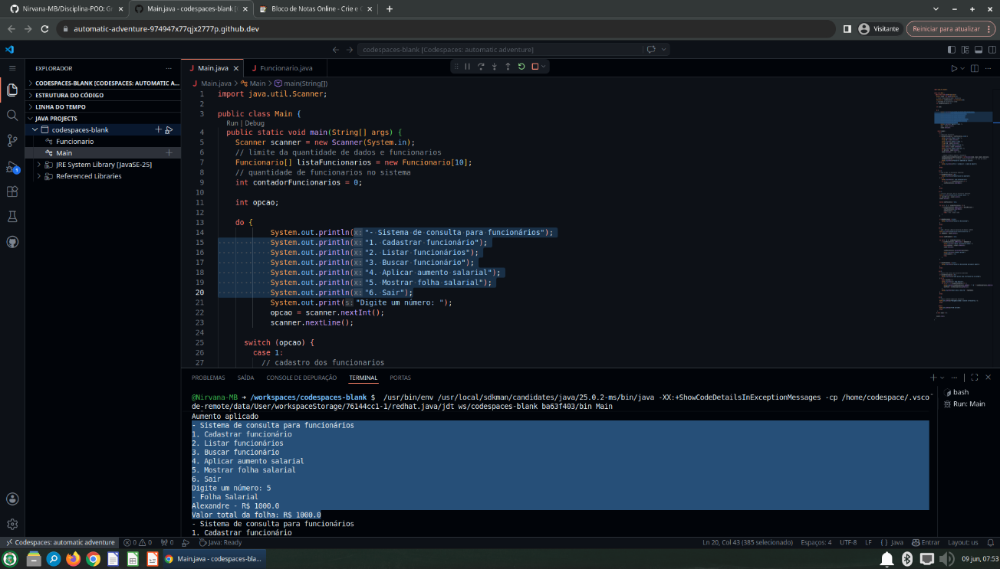 Nirvana-MB/Disciplina-POO: Gr
Main.java - codespaces-blank [C
Bloco de Notas Online - Crie e C
automatic-adventure-974947x77qjx2777p.github.dev
Visitante
Reiniciar para atualizar
codespaces-blank [Codespaces: automatic adventure]
EXPLORADOR
CODESPACES-BLANK [CODESPACES: AUTOMATIC A...
ESTRUTURA DO CÓDIGO
LINHA DO TEMPO
JAVA PROJECTS
codespaces-blank
Funcionario
Main
JRE System Library [JavaSE-25]
Referenced Libraries
1
Main.java
Funcionario.java
Main.java > Main > main(String[])
1 import java.util.Scanner;
2
3 public class Main {
Run | Debug
4 public static void main(String[] args) {
5 Scanner scanner = new Scanner(System.in);
6 // limite da quantidade de dados e funcionarios
7 Funcionario[] listaFuncionarios = new Funcionario[10];
8 // quantidade de funcionarios no sistema
9 int contadorFuncionarios = 0;
10
11 int opcao;
12
13 do {
14 System.out.println(x: "- Sistema de consulta para funcionários");
15 System.out.println(x: "1. Cadastrar funcionário");
16 System.out.println(x: "2. Listar funcionários");
17 System.out.println(x: "3. Buscar funcionário");
18 System.out.println(x: "4. Aplicar aumento salarial");
19 System.out.println(x: "5. Mostrar folha salarial");
20 System.out.println(x: "6. Sair");
21 System.out.print(s: "Digite um número: ");
22 opcao = scanner.nextInt();
23 scanner.nextLine();
24
25 switch (opcao) {
26 case 1:
27 // cadastro dos funcionarios
PROBLEMAS SAÍDA CONSOLE DE DEPURAÇÃO TERMINAL PORTAS
@Nirvana-MB ➜ /workspaces/codespaces-blank $ /usr/bin/env /usr/local/sdkman/candidates/java/25.0.2-ms/bin/java -XX:+ShowCodeDetailsInExceptionMessages -cp /home/codespace/.vsco
de-remote/data/User/workspaceStorage/76144cc1-1/redhat.java/jdt_ws/codespaces-blank_ba63f403/bin Main
Aumento aplicado
- Sistema de consulta para funcionários
1. Cadastrar funcionário
2. Listar funcionários
3. Buscar funcionário
4. Aplicar aumento salarial
5. Mostrar folha salarial
6. Sair
Digite um número: 5
- Folha Salarial
Alexandre - R$ 1000.0
Valor total da folha: R$ 1000.0
- Sistema de consulta para funcionários
1. Cadastrar funcionário
bash
Run: Main
Codespaces: automatic adventure
0 0
0
Java: Ready
Ln 20, Col 43 (385 selecionado)
Espaços: 4
UTF-8
LF
{ } Java
Entrar
Layout: us
Main.java - codespaces-bla...
09 jun, 07:53